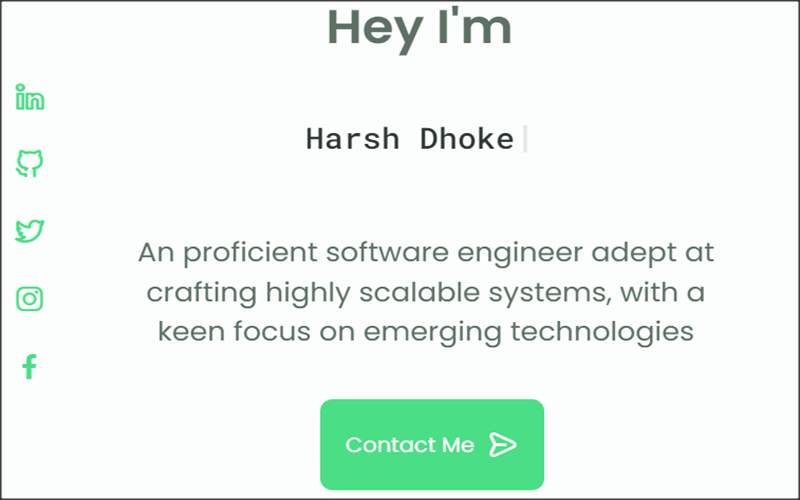 Hey I'm
Harsh Dhoke
An proficient software engineer adept at
crafting highly scalable systems, with a
keen focus on emerging technologies
Contact Me